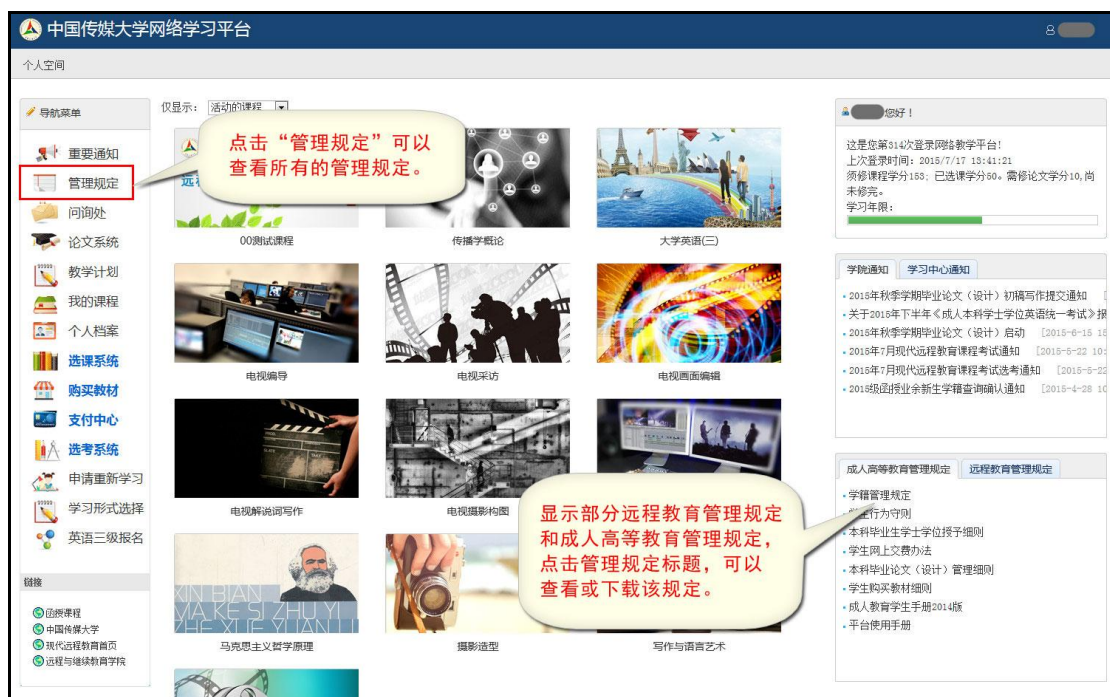 中国传媒大学网络学习平台
个人空间
导航菜单
重要通知
管理规定
问询处
论文系统
教学计划
我的课程
个人档案
选课系统
购买教材
支付中心
选考系统
申请重新学习
学习形式选择
英语三级报名
链接
函授课程
中国传媒大学
现代远程教育首页
远程与继续教育学院
仅显示： 活动的课程
点击“管理规定”可以
查看所有的管理规定。
00测试课程
传播学概论
大学英语(三)
电视编导
电视采访
电视画面编辑
电视解说词写作
电视摄影构图
XIN BIAN
MA KE SI ZHU YI
ZHE XUE YUAN LI
马克思主义哲学原理
摄影造型
写作与语言艺术
您好！
这是您第314次登录网络教学平台!
上次登录时间：2015/7/17 13:41:21
须修课程学分153; 已选课学分50。需修论文学分10,尚
未修完。
学习年限：
学院通知 学习中心通知
2015年秋季学期毕业论文（设计）初稿写作提交通知 [
关于2015年下半年《成人本科学士学位英语统一考试》报
2015年秋季学期毕业论文（设计）启动 [2015-6-15 15
2015年7月现代远程教育课程考试通知 [2015-5-22 10:
2015年7月现代远程教育课程考试选考通知 [2015-5-22
2015级函授业余新生学籍查询确认通知 [2015-4-28 10
成人高等教育管理规定 远程教育管理规定
学籍管理规定
学生行为守则
本科毕业生学士学位授予细则
学生网上交费办法
本科毕业论文（设计）管理细则
学生购买教材细则
成人教育学生手册2014版
平台使用手册
显示部分远程教育管理规定
和成人高等教育管理规定，
点击管理规定标题，可以
查看或下载该规定。